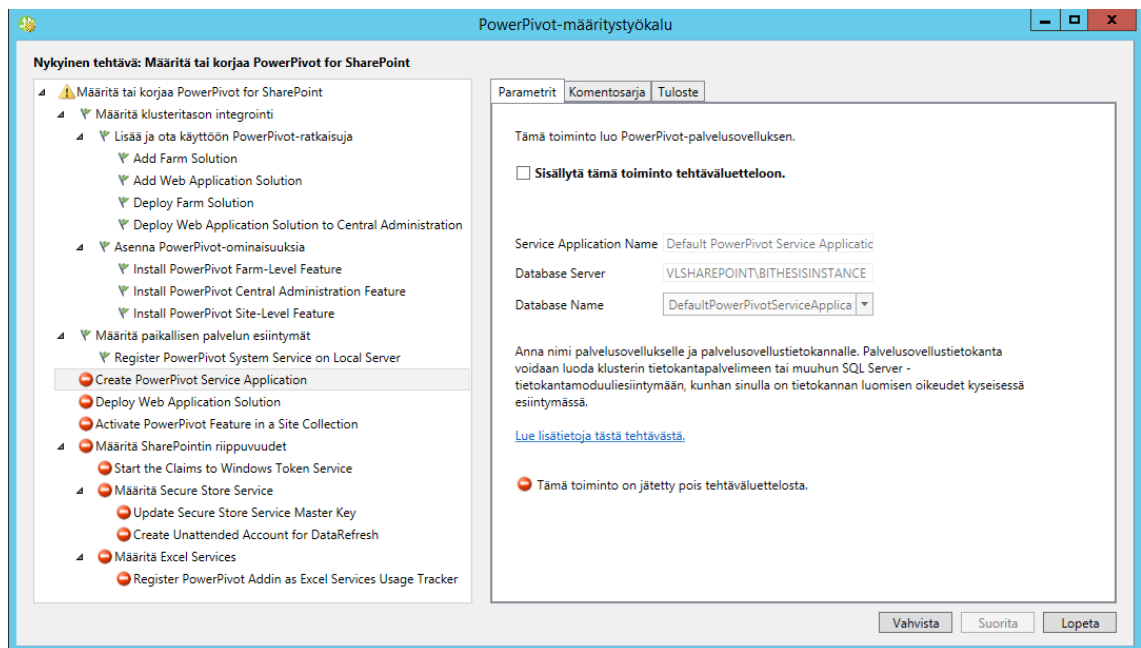 PowerPivot-määritystyökalu
Nykyinen tehtävä: Määritä tai korjaa PowerPivot for SharePoint
Määritä tai korjaa PowerPivot for SharePoint
Määritä klusteritason integrointi
Lisää ja ota käyttöön PowerPivot-ratkaisuja
Add Farm Solution
Add Web Application Solution
Deploy Farm Solution
Deploy Web Application Solution to Central Administration
Asenna PowerPivot-ominaisuuksia
Install PowerPivot Farm-Level Feature
Install PowerPivot Central Administration Feature
Install PowerPivot Site-Level Feature
Määritä paikallisen palvelun esiintymät
Register PowerPivot System Service on Local Server
Create PowerPivot Service Application
Deploy Web Application Solution
Activate PowerPivot Feature in a Site Collection
Määritä SharePointin riippuvuudet
Start the Claims to Windows Token Service
Määritä Secure Store Service
Update Secure Store Service Master Key
Create Unattended Account for DataRefresh
Määritä Excel Services
Register PowerPivot Addin as Excel Services Usage Tracker
Parametrit Komentosarja Tuloste
Tämä toiminto luo PowerPivot-palvelusovelluksen.
Sisällytä tämä toiminto tehtäväluetteloon.
Service Application Name Default PowerPivot Service Applicatic
Database Server VLSHAREPOINT\BITHESISINSTANCE
Database Name DefaultPowerPivotServiceApplica
Anna nimi palvelusovellukselle ja palvelusovellustietokannalle. Palvelusovellustietokanta
voidaan luoda klusterin tietokantapalvelimeen tai muuhun SQL Server -
tietokantamoduuliesiintymään, kunhan sinulla on tietokannan luomisen oikeudet kyseisessä
esiintymässä.
Lue lisätietoja tästä tehtävästä.
Tämä toiminto on jätetty pois tehtäväluettelosta.
Vahvista Suorita Lopeta